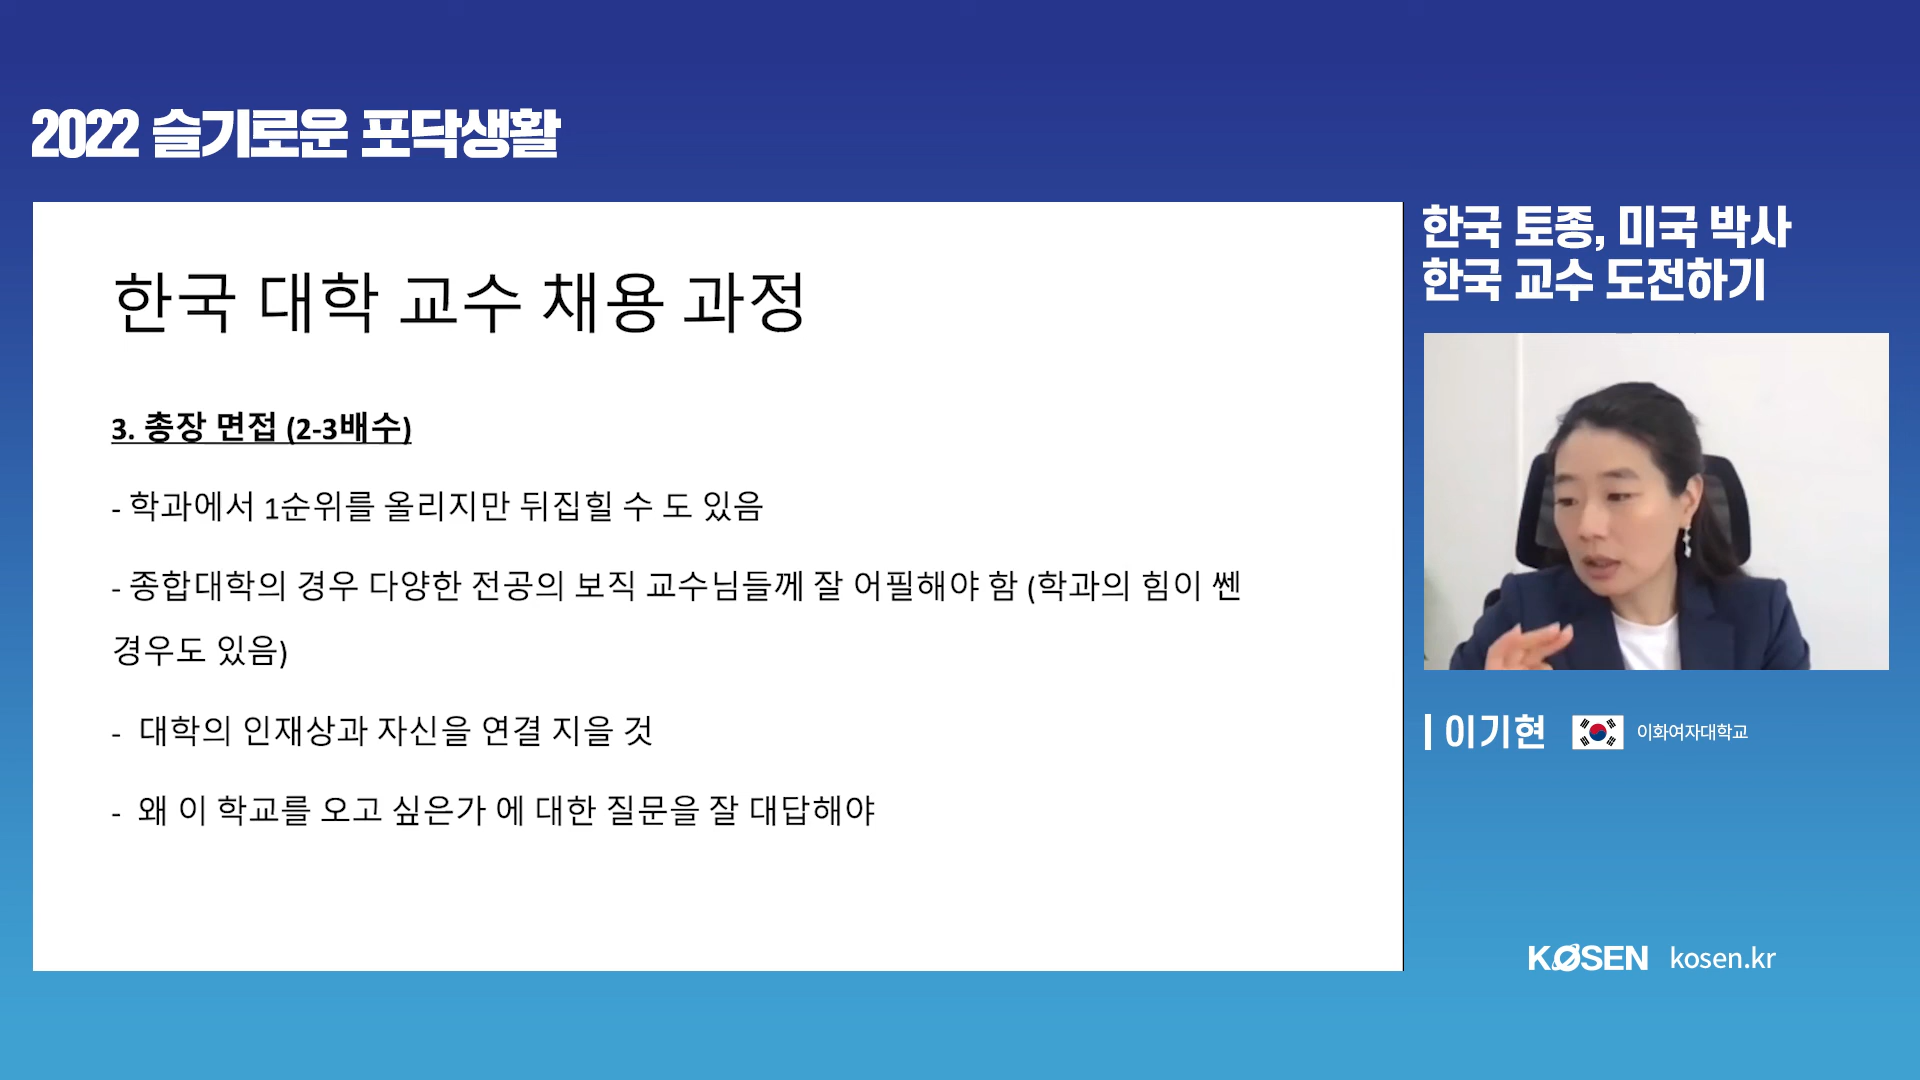 2022 슬기로운 포닥생활
한국 대학 교수 채용 과정
3. 총장 면접 (2-3배수)
- 학과에서 1순위를 올리지만 뒤집힐 수 도 있음
- 종합대학의 경우 다양한 전공의 보직 교수님들께 잘 어필해야 함 (학과의 힘이 쎈
경우도 있음)
- 대학의 인재상과 자신을 연결 지을 것
- 왜 이 학교를 오고 싶은가 에 대한 질문을 잘 대답해야
한국 토종, 미국 박사
한국 교수 도전하기
이기현 이화여자대학교
KOSEN kosen.kr